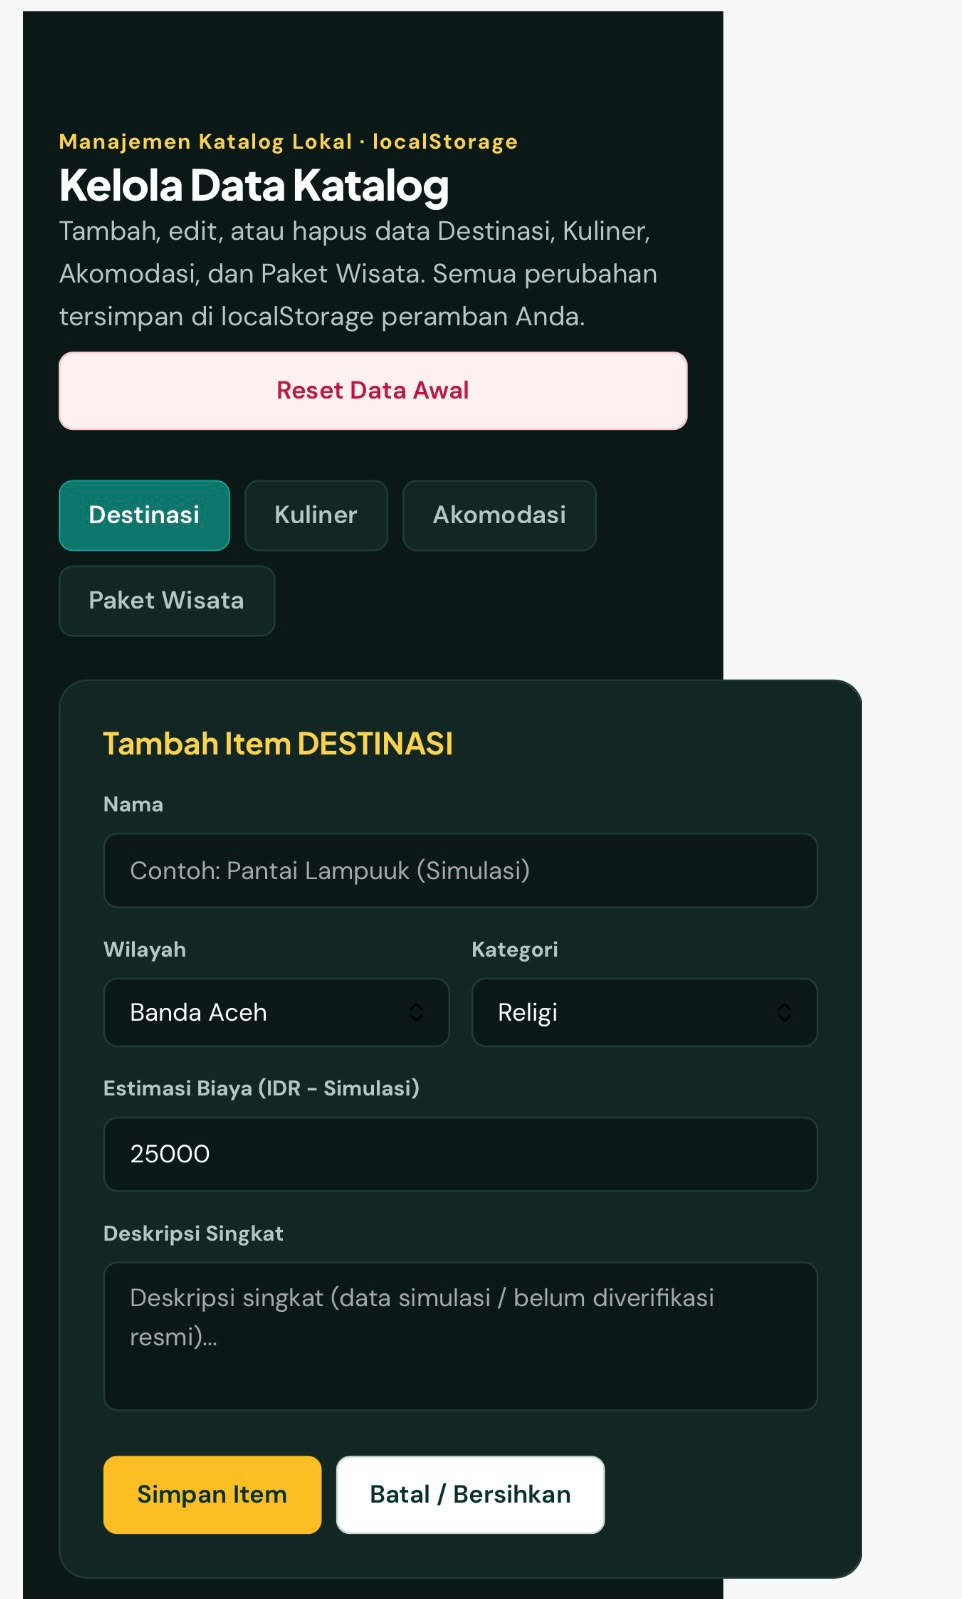 Manajemen Katalog Lokal · localStorage
Kelola Data Katalog
Tambah, edit, atau hapus data Destinasi, Kuliner,
Akomodasi, dan Paket Wisata. Semua perubahan
tersimpan di localStorage peramban Anda.
Reset Data Awal
Destinasi Kuliner Akomodasi
Paket Wisata
Tambah Item DESTINASI
Nama
Contoh: Pantai Lampuuk (Simulasi)
Wilayah Kategori
Banda Aceh Religi
Estimasi Biaya (IDR - Simulasi)
25000
Deskripsi Singkat
Deskripsi singkat (data simulasi / belum diverifikasi
resmi)...
Simpan Item Batal / Bersihkan